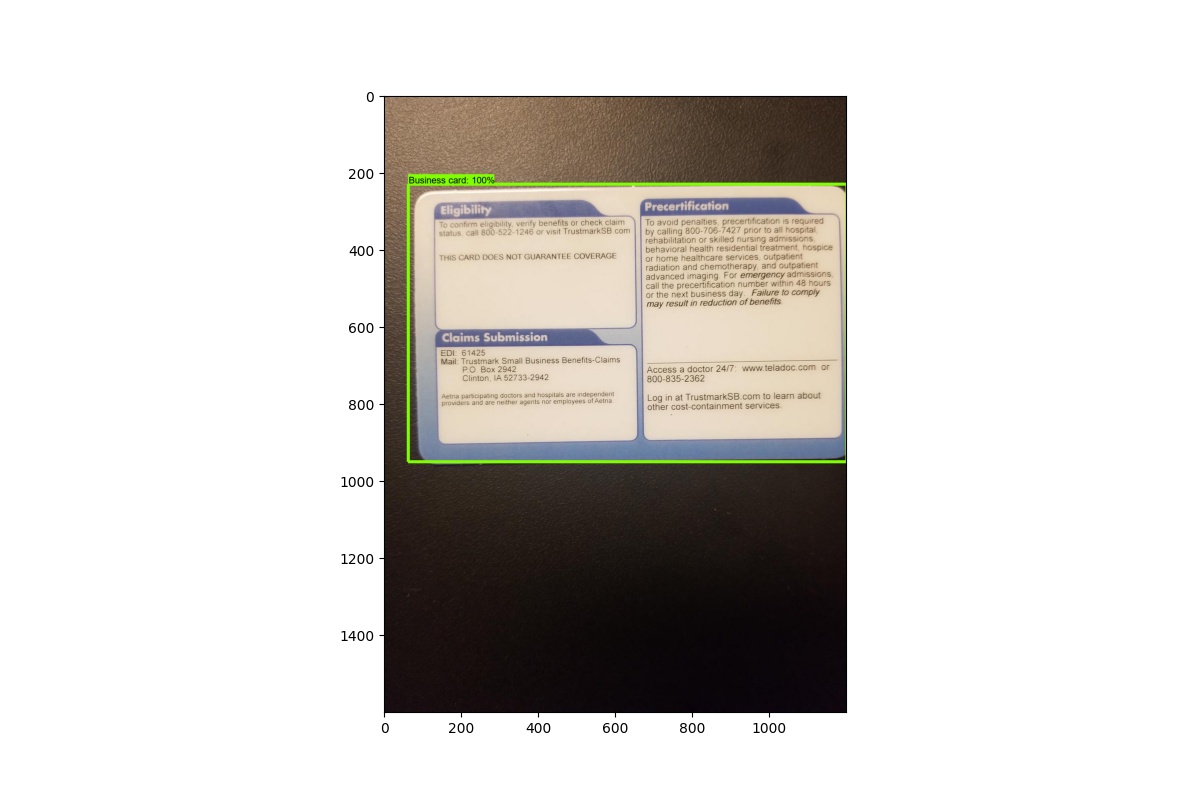 0
200
400
600
800
1000
1200
1400
0
200
400
600
800
1000
Business card: 100%
Eligibility
To confirm eligibility, verify benefits or check claim
status, call 800-522-1246 or visit TrustmarkSB.com
THIS CARD DOES NOT GUARANTEE COVERAGE
Claims Submission
EDI: 61425
Mail: Trustmark Small Business Benefits-Claims
P.O. Box 2942
Clinton, IA 52733-2942
Aetna participating doctors and hospitals are independent
providers and are neither agents nor employees of Aetna
Precertification
To avoid penalties, precertification is required
by calling 800-706-7427 prior to all hospital,
rehabilitation or skilled nursing admissions,
behavioral health residential treatment, hospice
or home healthcare services, outpatient
radiation and chemotherapy, and outpatient
advanced imaging. For emergency admissions,
call the precertification number within 48 hours
or the next business day. Failure to comply
may result in reduction of benefits.
Access a doctor 24/7: www.teladoc.com or
800-835-2362
Log in at TrustmarkSB.com to learn about
other cost-containment services.